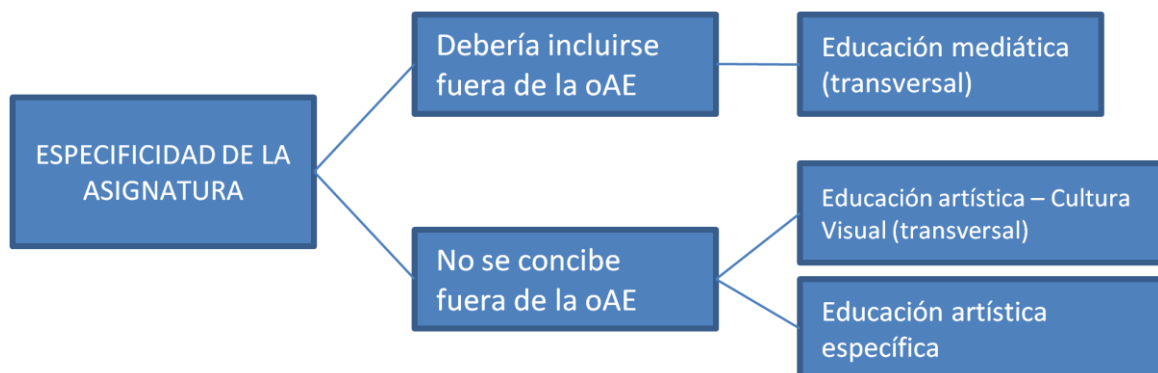 ESPECIFICIDAD DE LA
ASIGNATURA
Debería incluirse
fuera de la oAE
Educación mediática
(transversal)
No se concibe
fuera de la oAE
Educación artística – Cultura
Visual (transversal)
Educación artística
específica